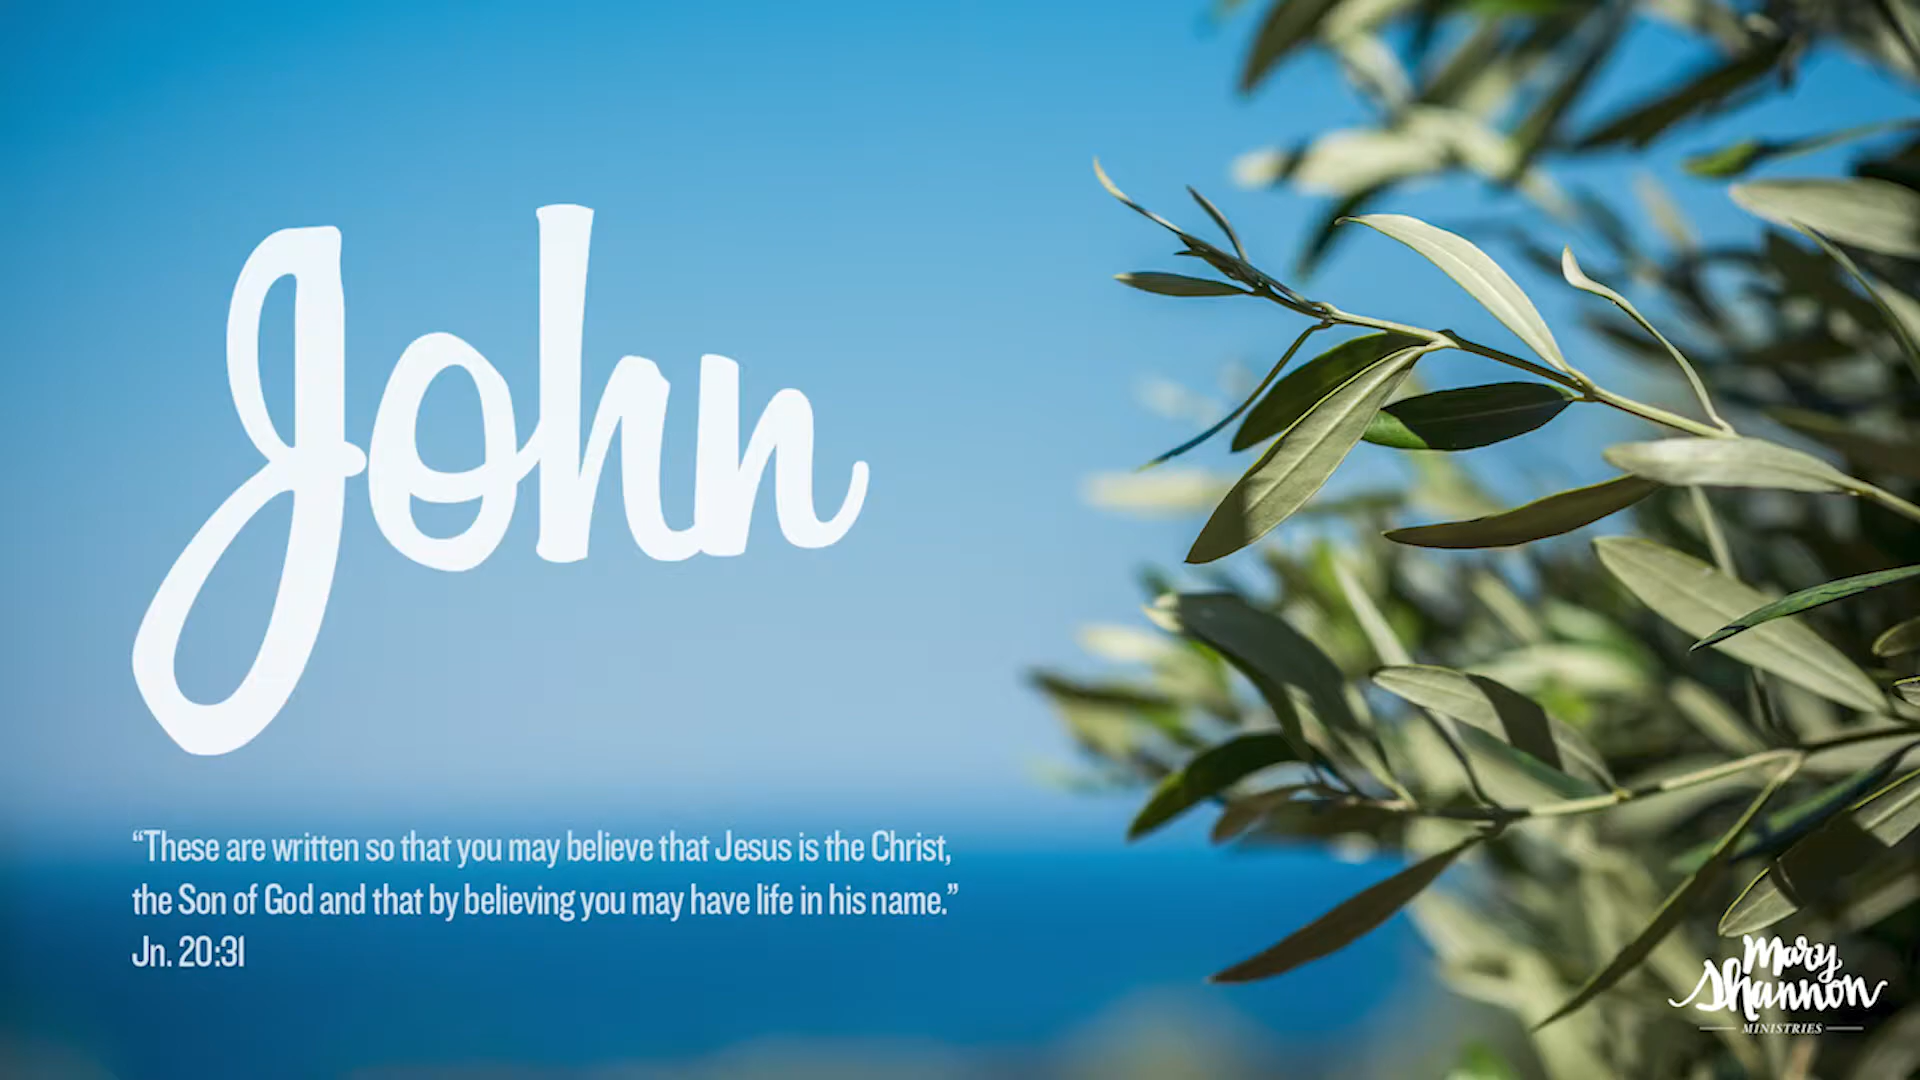 John
“These are written so that you may believe that Jesus is the Christ,
the Son of God and that by believing you may have life in his name.”
Jn. 20:31
Mary
Shannon
MINISTRIES